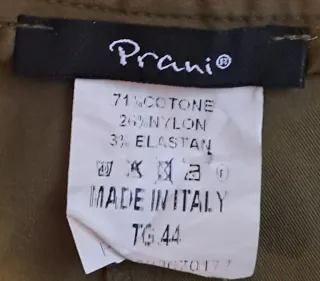 Prani®
71%COTONE
26%NYLON
3% ELASTAN
MADE IN ITALY
TG.44